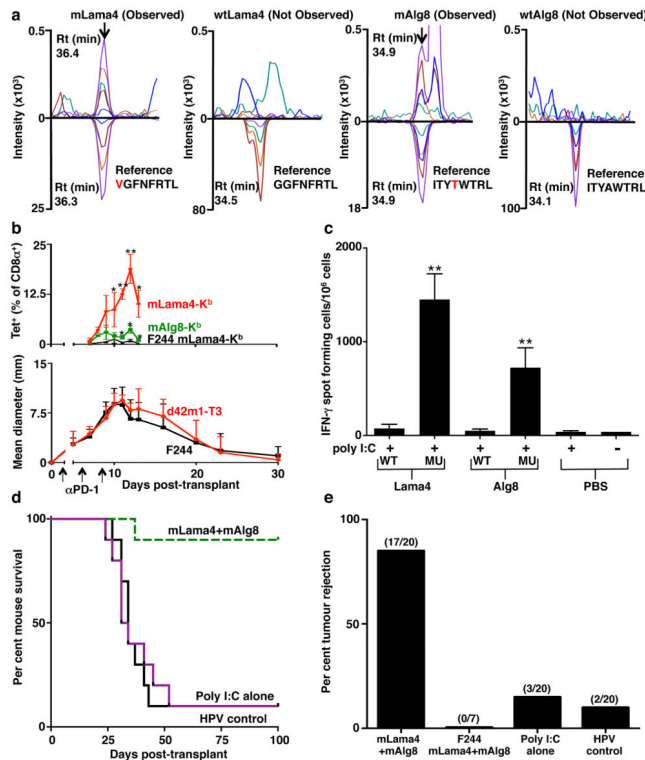 a
mLama4 (Observed)
wtLama4 (Not Observed)
mAlg8 (Observed)
wtAlg8 (Not Observed)
0.5
Rt (min)
36.4
Intensity (x10³)
0
Intensity (x10³)
Reference
VGFNFRTL
Rt (min)
25
36.3
0.5
0
Reference
GGFNFRTL
80
34.5
0.5
Rt (min)
34.9
Intensity (x10³)
0
Intensity (x10³)
Reference
ITYTWTRL
Rt (min)
18
34.9
0.5
0
Reference
ITYAWTRL
100
34.1
b
Tet⁺ (% of CD8α⁺)
25
12.5
0
**
*
*
*
*
*
*
*
mLama4-Kᵇ
mAlg8-Kᵇ
F244 mLama4-Kᵇ
Mean diameter (mm)
15
7.5
0
d42m1-T3
F244
0 10 20 30
αPD-1
Days post-transplant
c
IFN-γ spot forming cells/10⁶ cells
2000
1000
0
**
**
poly I:C + + + + + -
WT MU WT MU
Lama4 Alg8 PBS
d
Per cent mouse survival
100
50
0
mLama4+mAlg8
Poly I:C alone
HPV control
0 50 100
Days post-transplant
e
Per cent tumour rejection
100
50
0
(17/20)
(0/7)
(3/20)
(2/20)
mLama4 F244 Poly I:C HPV
+mAlg8 mLama4+mAlg8 alone control